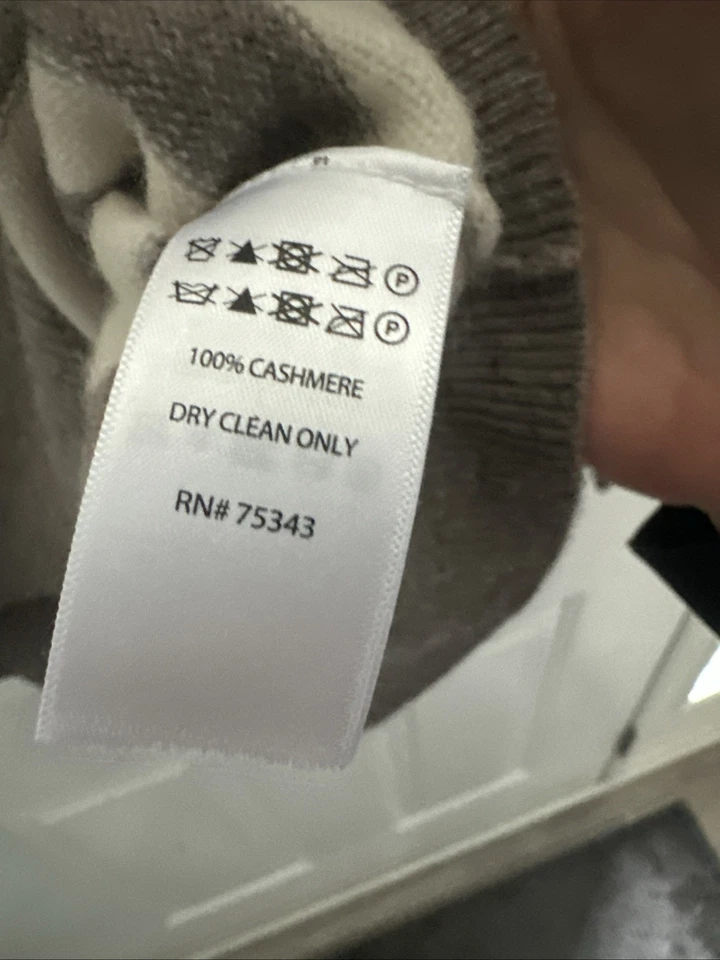 P
P
100% CASHMERE
DRY CLEAN ONLY
RN# 75343